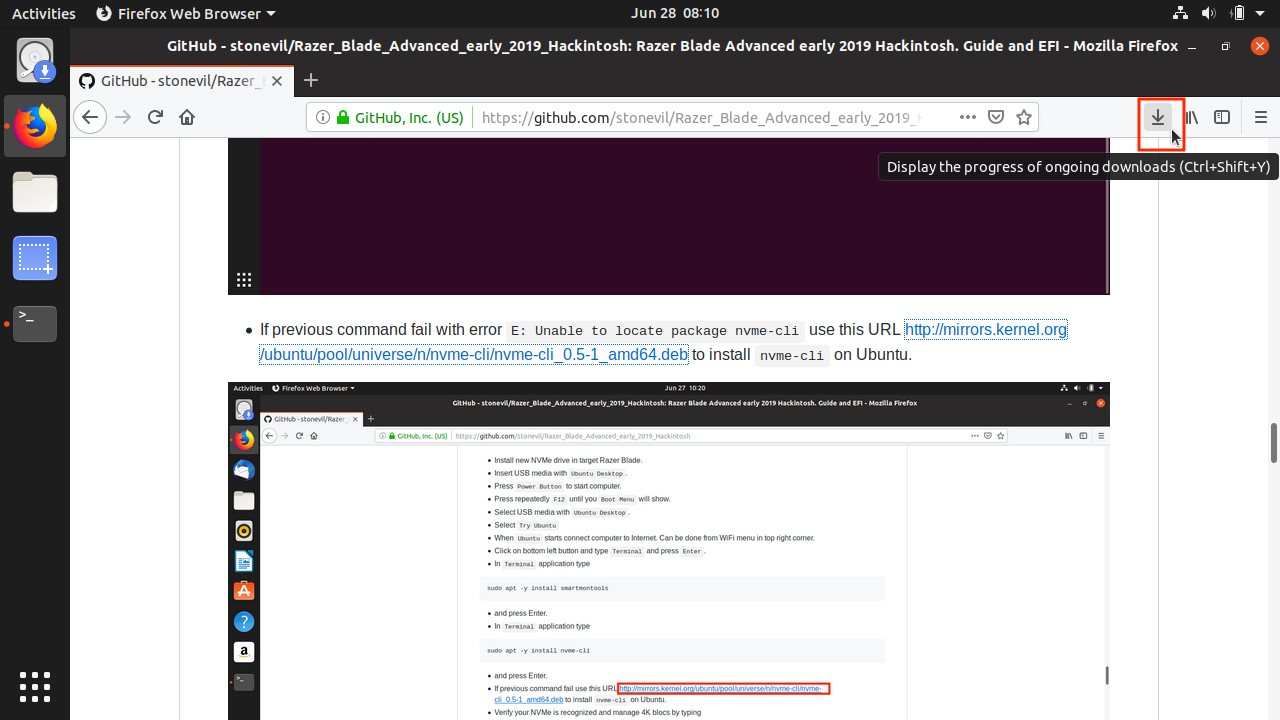 Activities Firefox Web Browser Jun 28 08:10
GitHub - stonevil/Razer_Blade_Advanced_early_2019_Hackintosh: Razer Blade Advanced early 2019 Hackintosh. Guide and EFI - Mozilla Firefox
GitHub - stonevil/Razer_
GitHub, Inc. (US) https://github.com/stonevil/Razer_Blade_Advanced_early_2019_
Display the progress of ongoing downloads (Ctrl+Shift+Y)
If previous command fail with error E: Unable to locate package nvme-cli use this URL http://mirrors.kernel.org
/ubuntu/pool/universe/n/nvme-cli/nvme-cli_0.5-1_amd64.deb to install nvme-cli on Ubuntu.
Activities Firefox Web Browser Jun 27 10:20
GitHub - stonevil/Razer_Blade_Advanced_early_2019_Hackintosh: Razer Blade Advanced early 2019 Hackintosh. Guide and EFI - Mozilla Firefox
GitHub - stonevil/Razer_
GitHub, Inc. (US) https://github.com/stonevil/Razer_Blade_Advanced_early_2019_Hackintosh
Install new NVMe drive in target Razer Blade.
Insert USB media with Ubuntu Desktop.
Press Power Button to start computer.
Press repeatedly F12 until you Boot Menu will show.
Select USB media with Ubuntu Desktop.
Select Try Ubuntu
When Ubuntu starts connect computer to Internet. Can be done from WiFi menu in top right corner.
Click on bottom left button and type Terminal and press Enter.
In Terminal application type
sudo apt -y install smartmontools
and press Enter.
In Terminal application type
sudo apt -y install nvme-cli
and press Enter.
If previous command fail use this URL http://mirrors.kernel.org/ubuntu/pool/universe/n/nvme-cli/nvme-
cli_0.5-1_amd64.deb to install nvme-cli on Ubuntu.
Verify your NVMe is recognized and manage 4K blocs by typing